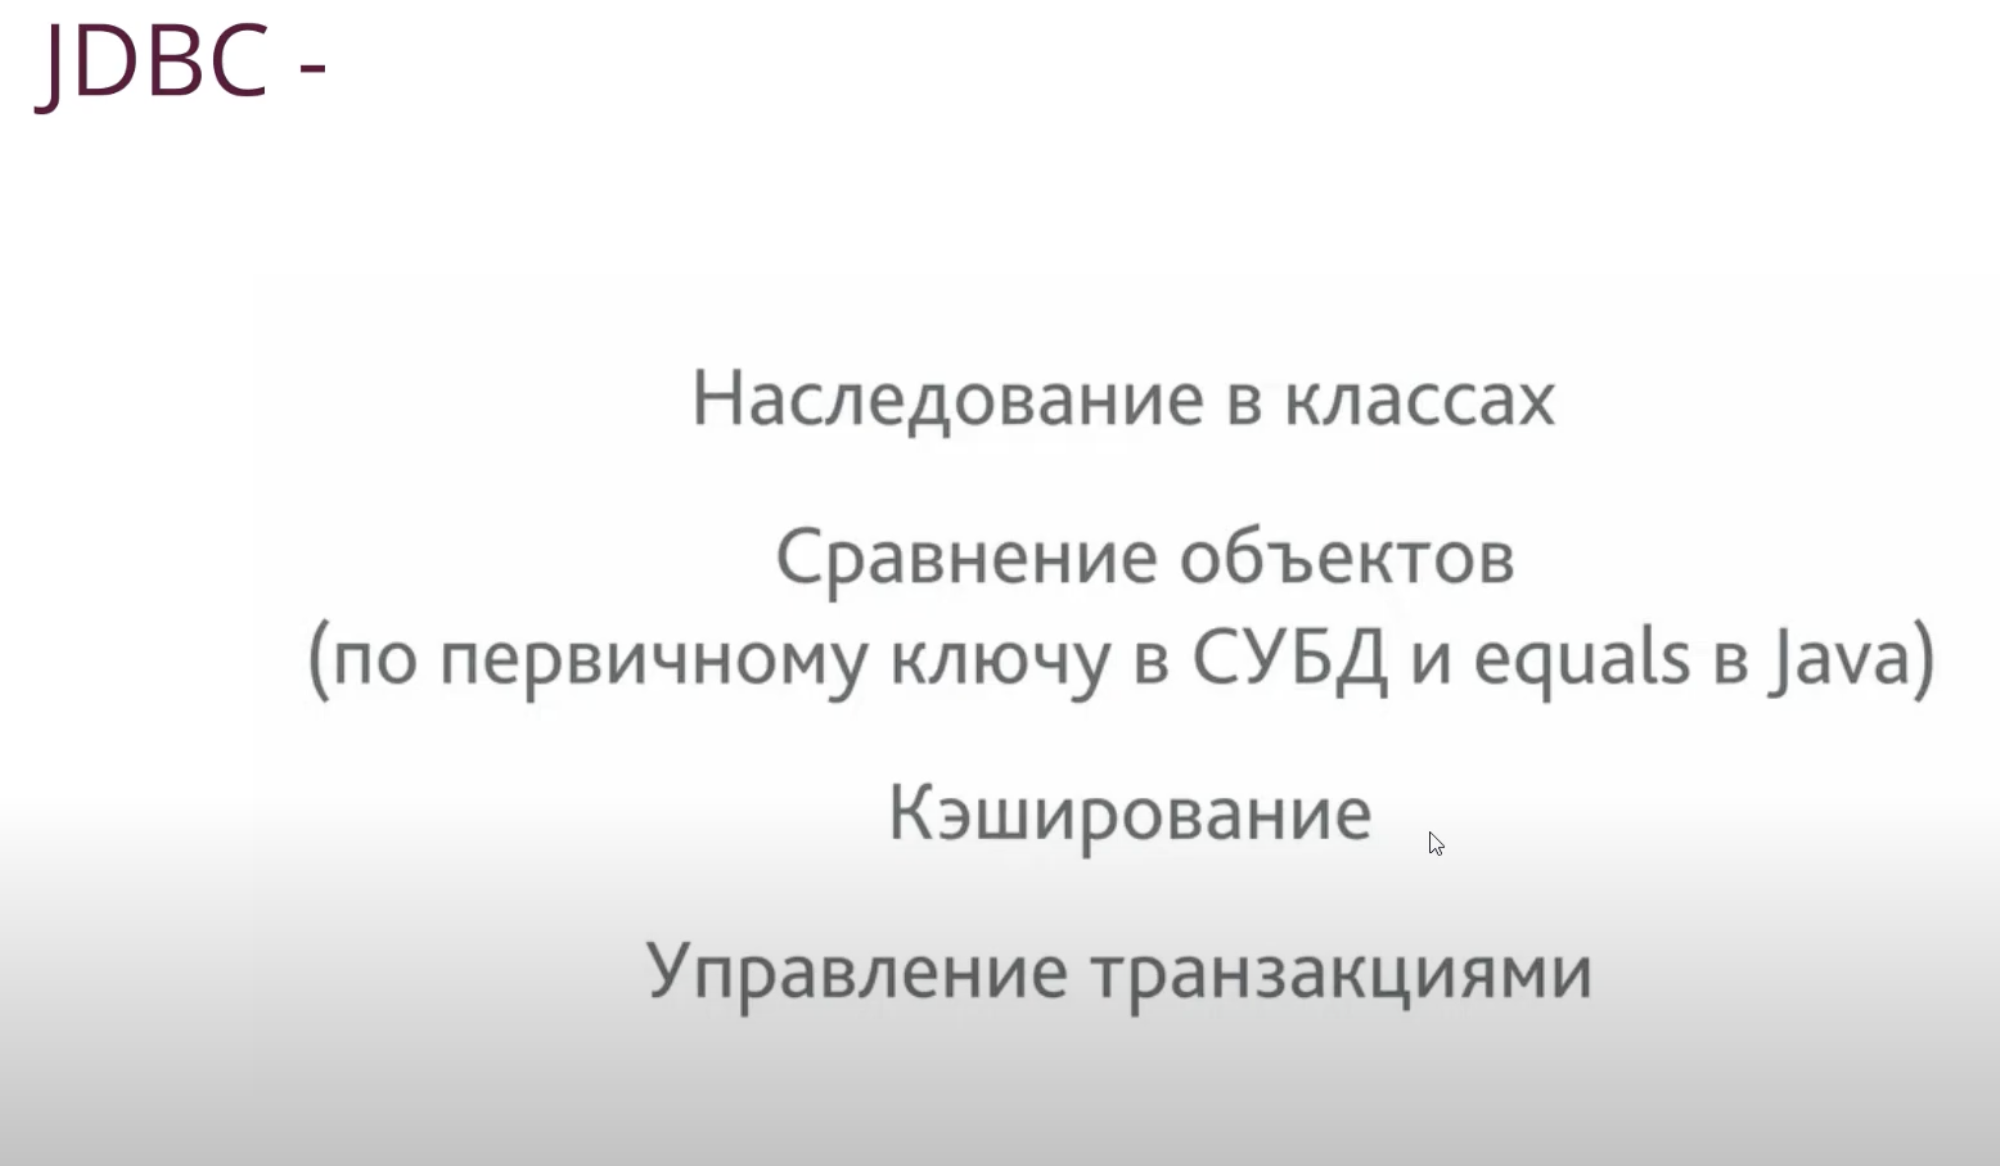 JDBC -
Наследование в классах
Сравнение объектов
(по первичному ключу в СУБД и equals в Java)
Кэширование
Управление транзакциями